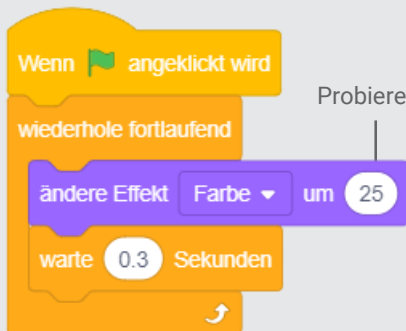 Wenn angeklickt wird
Probiere
wiederhole fortlaufend
ändere Effekt Farbe um 25
warte 0.3 Sekunden